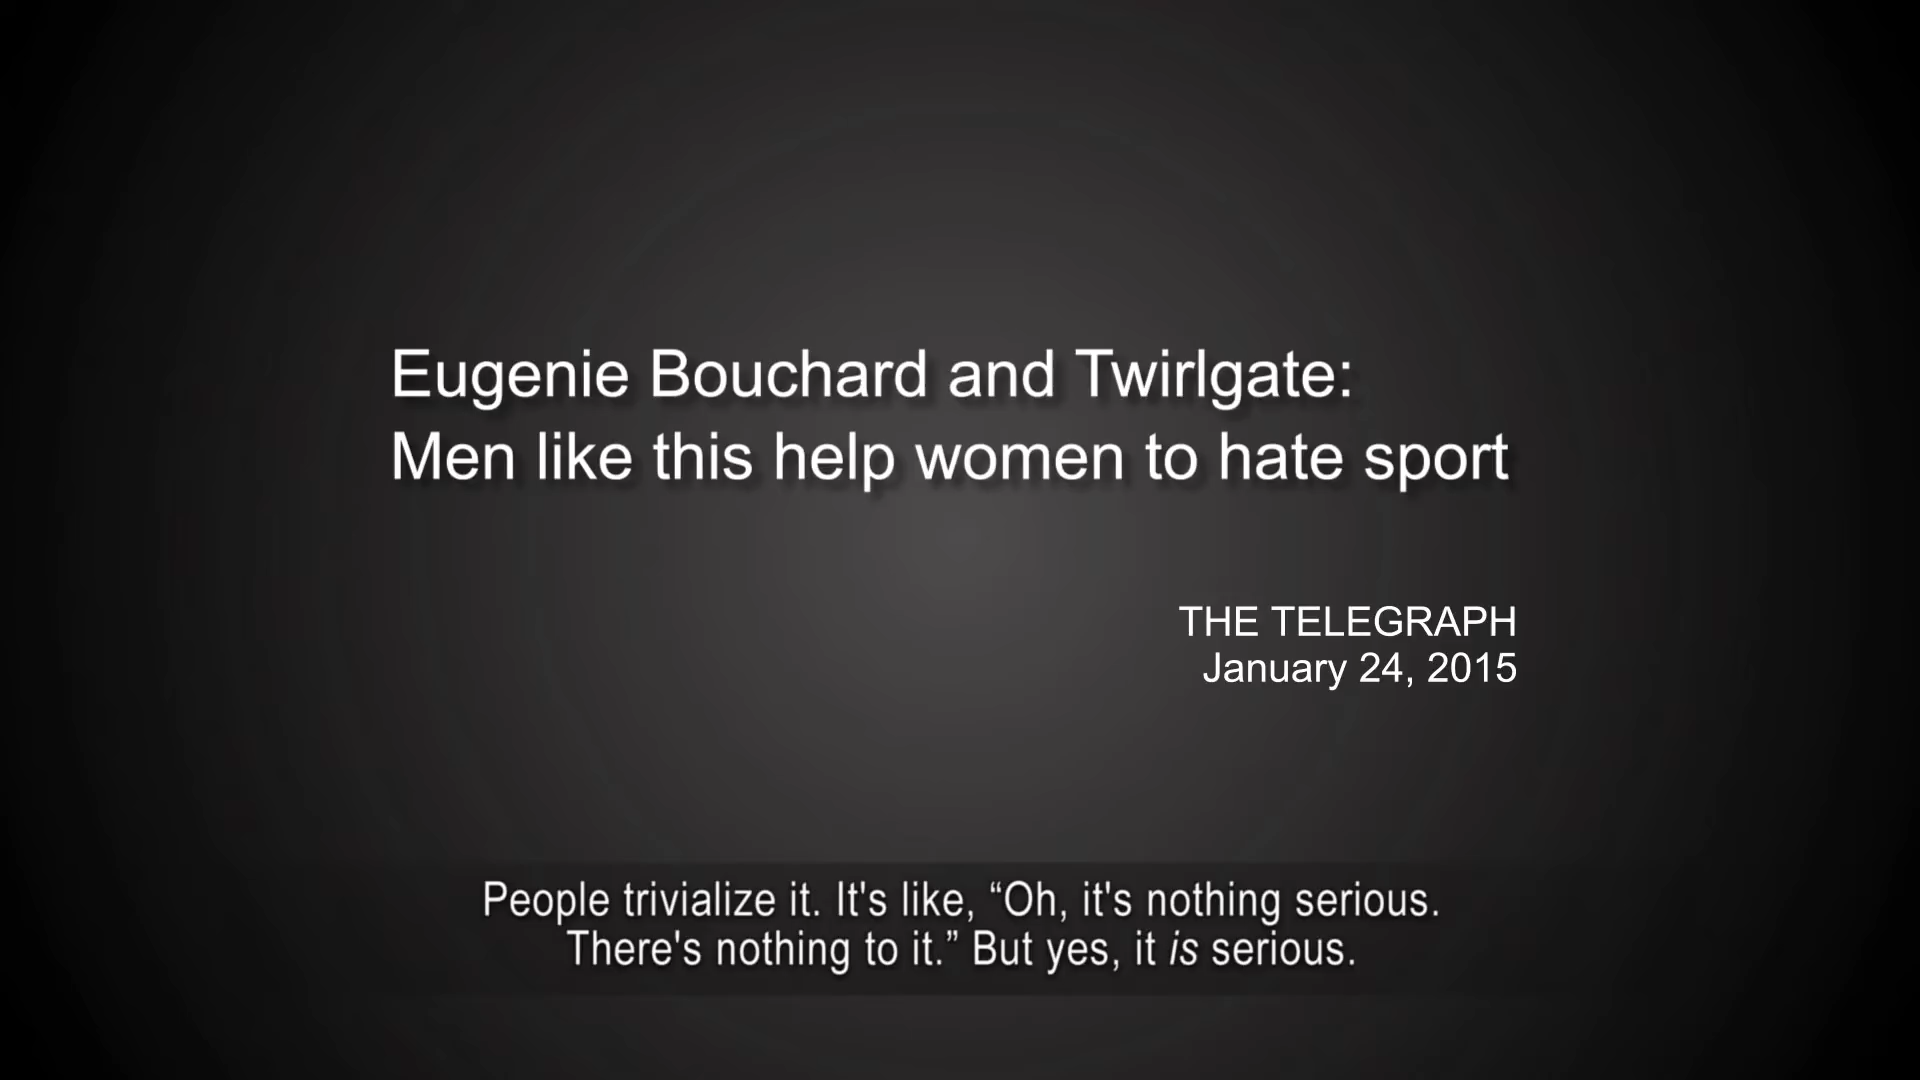 Eugenie Bouchard and Twirlgate:
Men like this help women to hate sport
THE TELEGRAPH
January 24, 2015
People trivialize it. It's like, “Oh, it's nothing serious.
There's nothing to it.” But yes, it is serious.